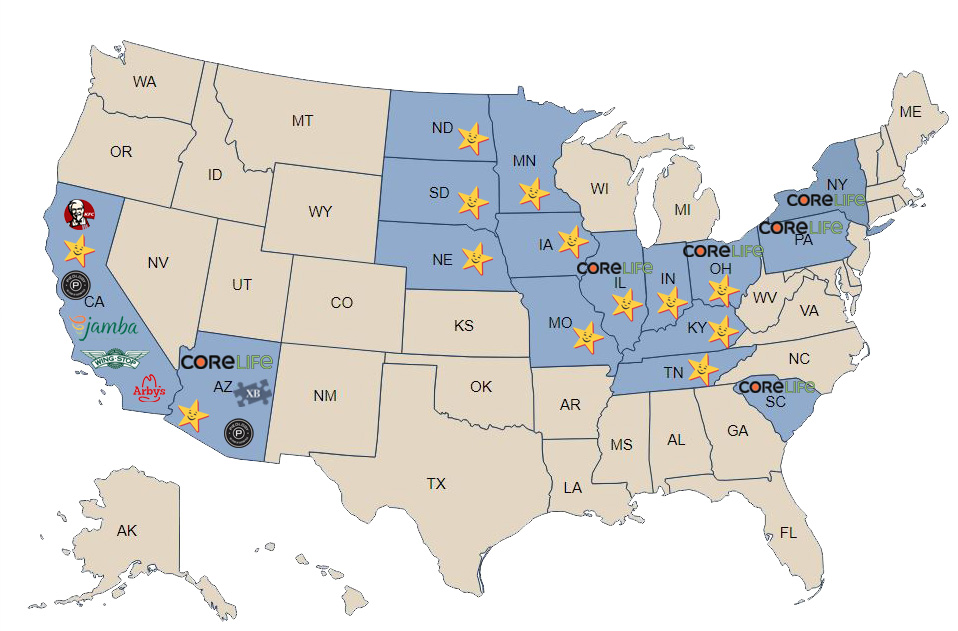 WA
MT
ND
ME
OR
ID
MN
SD
WI
MI
NY
CORELIFE
WY
KFC
NE
IA
CORELIFE
PA
NV
UT
CO
CORELIFE
OH
CORELIFE
IL
IN
WV
VA
P
CA
Jamba
KS
MO
KY
WING·STOP
NC
CORELIFE
TN
Arby's
AZ
XB
NM
OK
AR
CORELIFE
SC
P
MS
AL
GA
TX
LA
AK
FL